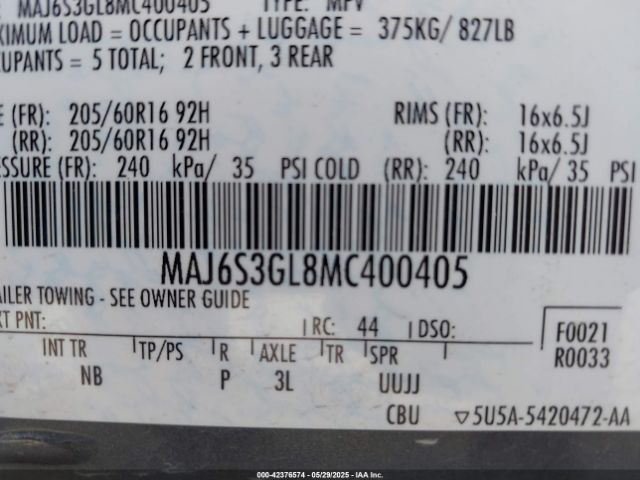 MAJ6S3GL8MC400405 TYPE: MPV
XIMUM LOAD = OCCUPANTS + LUGGAGE = 375KG/ 827LB
CUPANTS = 5 TOTAL; 2 FRONT, 3 REAR
(FR): 205/60R16 92H RIMS (FR): 16x6.5J
(RR): 205/60R16 92H (RR): 16x6.5J
SSURE (FR): 240 kPa/ 35 PSI COLD (RR): 240 kPa/ 35 PSI
MAJ6S3GL8MC400405
AILER TOWING - SEE OWNER GUIDE
XT PNT: RC: 44 DSO: F0021
INT TR TP/PS R AXLE TR SPR R0033
NB P 3L UUJJ
CBU ▽5U5A-5420472-AA
000-42376574 | 05/29/2025 | IAA Inc.